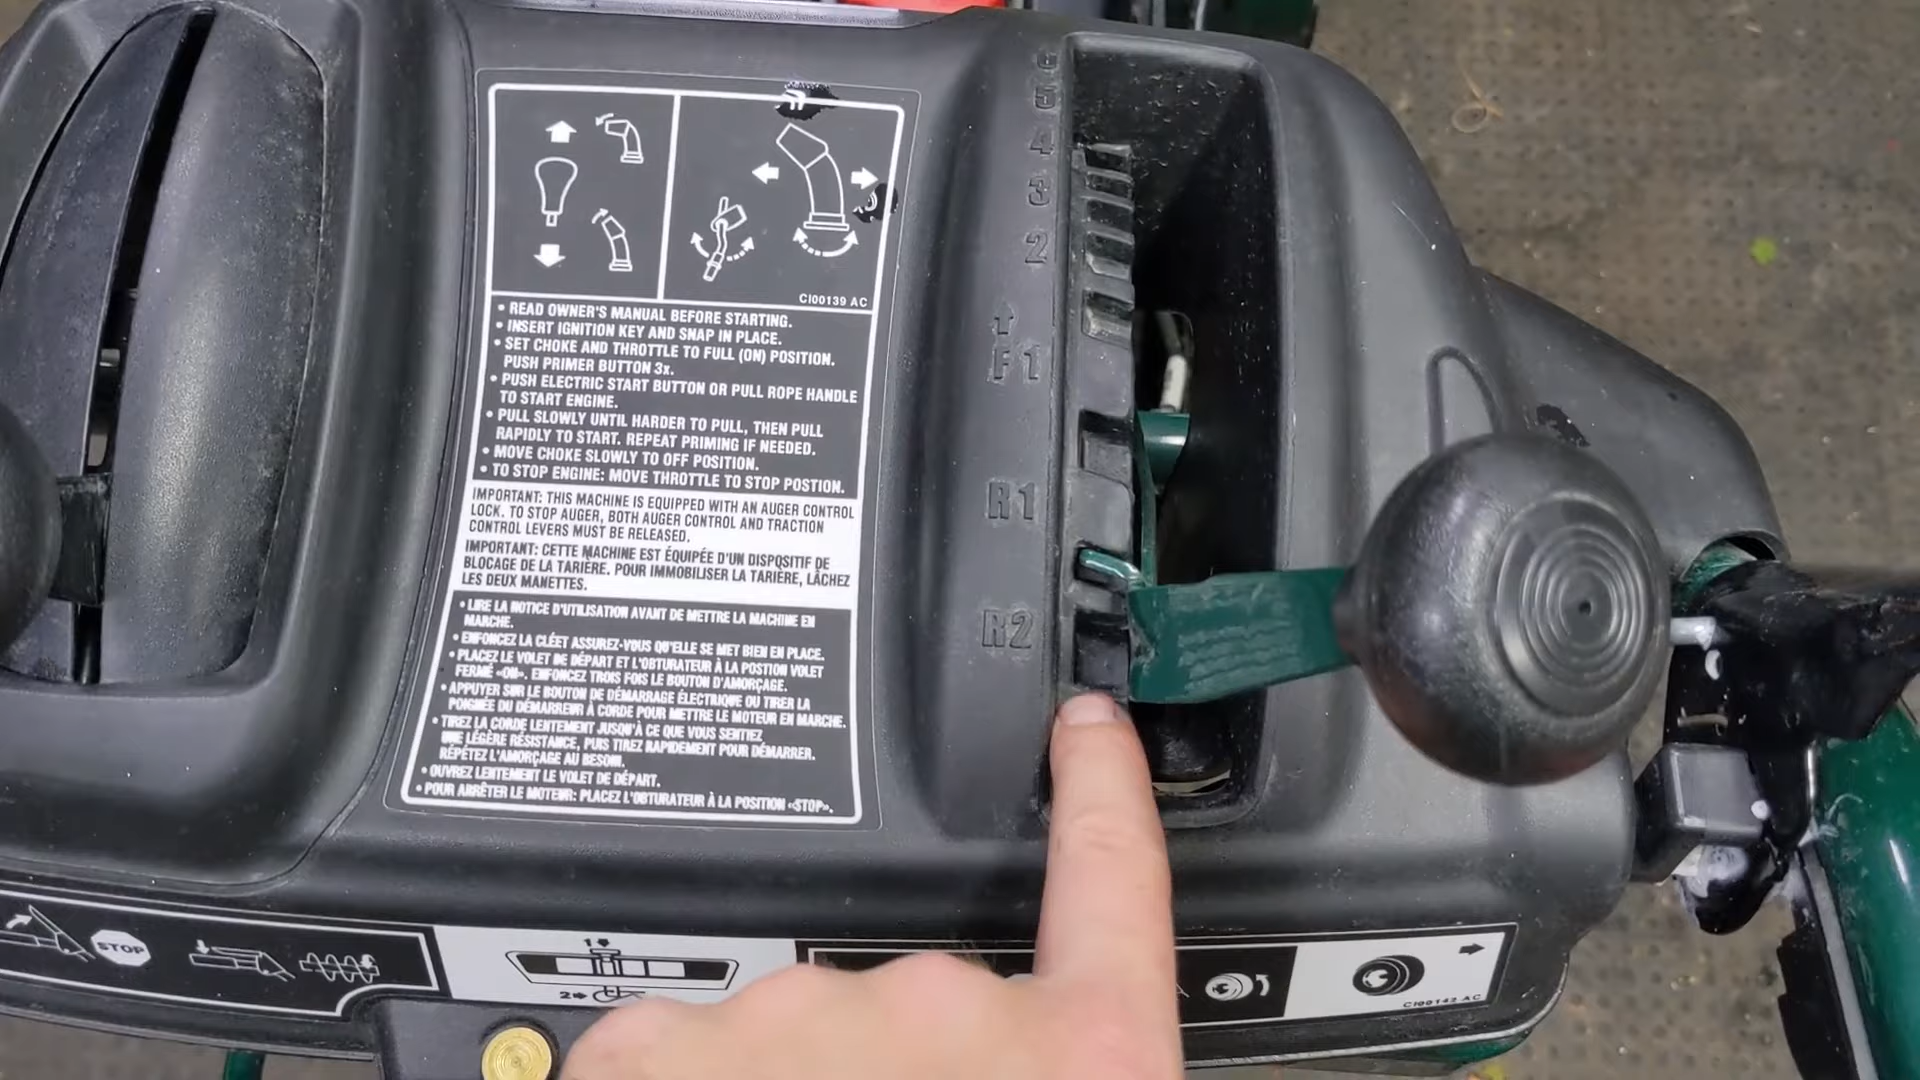 CI00139 AC
• READ OWNER'S MANUAL BEFORE STARTING.
• INSERT IGNITION KEY AND SNAP IN PLACE.
• SET CHOKE AND THROTTLE TO FULL (ON) POSITION.
PUSH PRIMER BUTTON 3x.
• PUSH ELECTRIC START BUTTON OR PULL ROPE HANDLE
TO START ENGINE.
• PULL SLOWLY UNTIL HARDER TO PULL, THEN PULL
RAPIDLY TO START. REPEAT PRIMING IF NEEDED.
• MOVE CHOKE SLOWLY TO OFF POSITION.
• TO STOP ENGINE: MOVE THROTTLE TO STOP POSTION.
IMPORTANT: THIS MACHINE IS EQUIPPED WITH AN AUGER CONTROL
LOCK. TO STOP AUGER, BOTH AUGER CONTROL AND TRACTION
CONTROL LEVERS MUST BE RELEASED.
IMPORTANT: CETTE MACHINE EST ÉQUIPÉE D'UN DISPOSITIF DE
BLOCAGE DE LA TARIÈRE. POUR IMMOBILISER LA TARIÈRE, LÂCHEZ
LES DEUX MANETTES.
• LIRE LA NOTICE D'UTILISATION AVANT DE METTRE LA MACHINE EN
MARCHE.
• ENFONCEZ LA CLÉET ASSUREZ-VOUS QU'ELLE SE MET BIEN EN PLACE.
• PLACEZ LE VOLET DE DÉPART ET L'OBTURATEUR À LA POSTION VOLET
FERMÉ «ON». ENFONCEZ TROIS FOIS LE BOUTON D'AMORÇAGE.
• APPUYER SUR LE BOUTON DE DÉMARRAGE ÉLECTRIQUE OU TIRER LA
POIGNÉE DU DÉMARREUR À CORDE POUR METTRE LE MOTEUR EN MARCHE.
• TIREZ LA CORDE LENTEMENT JUSQU'À CE QUE VOUS SENTIEZ
UNE LÉGÈRE RÉSISTANCE, PUIS TIREZ RAPIDEMENT POUR DÉMARRER.
RÉPÉTEZ L'AMORÇAGE AU BESOIN.
• OUVREZ LENTEMENT LE VOLET DE DÉPART.
• POUR ARRÊTER LE MOTEUR: PLACEZ L'OBTURATEUR À LA POSITION «STOP».
6
5
4
3
2
F1
R1
R2
STOP
1
2
CI00142 AC